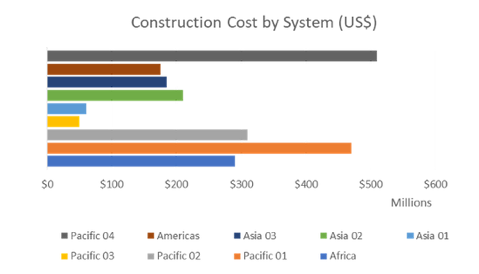 Construction Cost by System (US$)
$0 $100 $200 $300 $400 $500 $600
Millions
Pacific 04 Americas Asia 03 Asia 02 Asia 01
Pacific 03 Pacific 02 Pacific 01 Africa